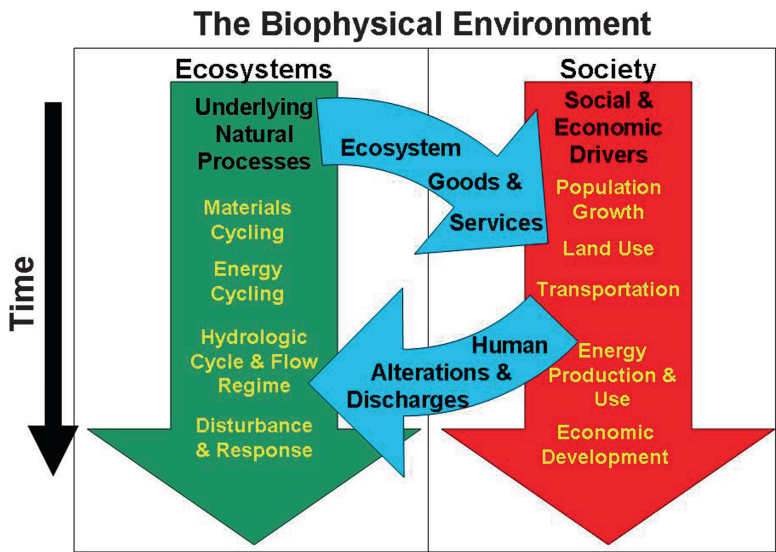 The Biophysical Environment
Ecosystems
Society
Time
Underlying
Natural
Processes
Materials
Cycling
Energy
Cycling
Hydrologic
Cycle & Flow
Regime
Disturbance
& Response
Ecosystem
Goods &
Services
Human
Alterations &
Discharges
Social &
Economic
Drivers
Population
Growth
Land Use
Transportation
Energy
Production &
Use
Economic
Development